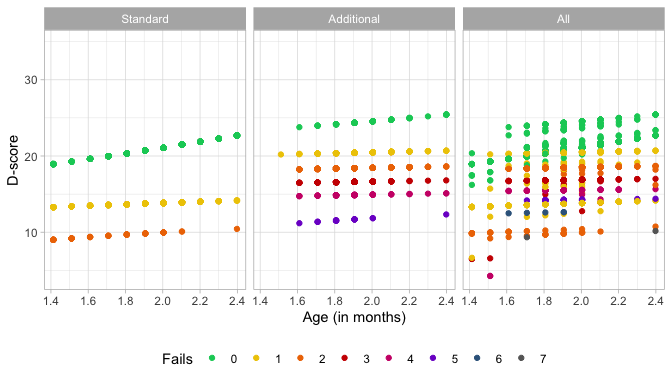 Standard Additional All
D-score
30
20
10
1.4 1.6 1.8 2.0 2.2 2.4 1.4 1.6 1.8 2.0 2.2 2.4 1.4 1.6 1.8 2.0 2.2 2.4
Age (in months)
Fails 0 1 2 3 4 5 6 7